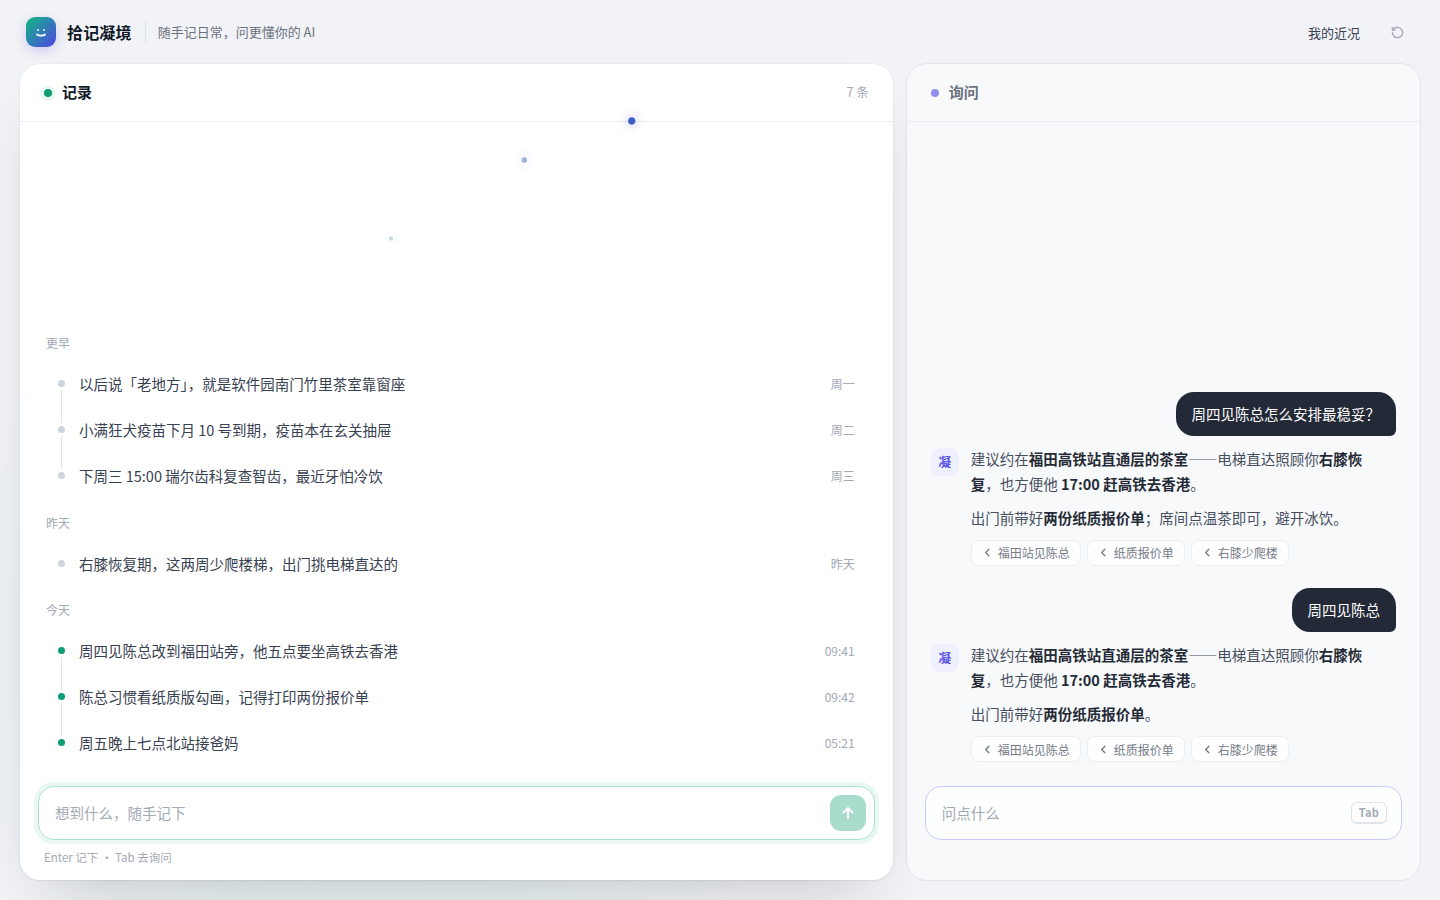 拾记凝境
随手记日常，问更懂你的 AI
我的近况
记录
7 条
更早
以后说「老地方」，就是软件园南门竹里茶室靠窗座
周一
小满狂犬疫苗下月 10 号到期，疫苗本在玄关抽屉
周二
下周三 15:00 瑞尔齿科复查智齿，最近牙怕冷饮
周三
昨天
右膝恢复期，这两周少爬楼梯，出门挑电梯直达的
昨天
今天
周四见陈总改到福田站旁，他五点要坐高铁去香港
09:41
陈总习惯看纸质版勾画，记得打印两份报价单
09:42
周五晚上七点北站接爸妈
05:21
想到什么，随手记下
Enter 记下 · Tab 去询问
询问
周四见陈总怎么安排最稳妥？
凝
建议约在福田高铁站直通层的茶室——电梯直达照顾你右膝恢
复，也方便他 17:00 赶高铁去香港。
出门前带好两份纸质报价单；席间点温茶即可，避开冰饮。
福田站见陈总
纸质报价单
右膝少爬楼
周四见陈总
凝
建议约在福田高铁站直通层的茶室——电梯直达照顾你右膝恢
复，也方便他 17:00 赶高铁去香港。
出门前带好两份纸质报价单。
福田站见陈总
纸质报价单
右膝少爬楼
问点什么
Tab